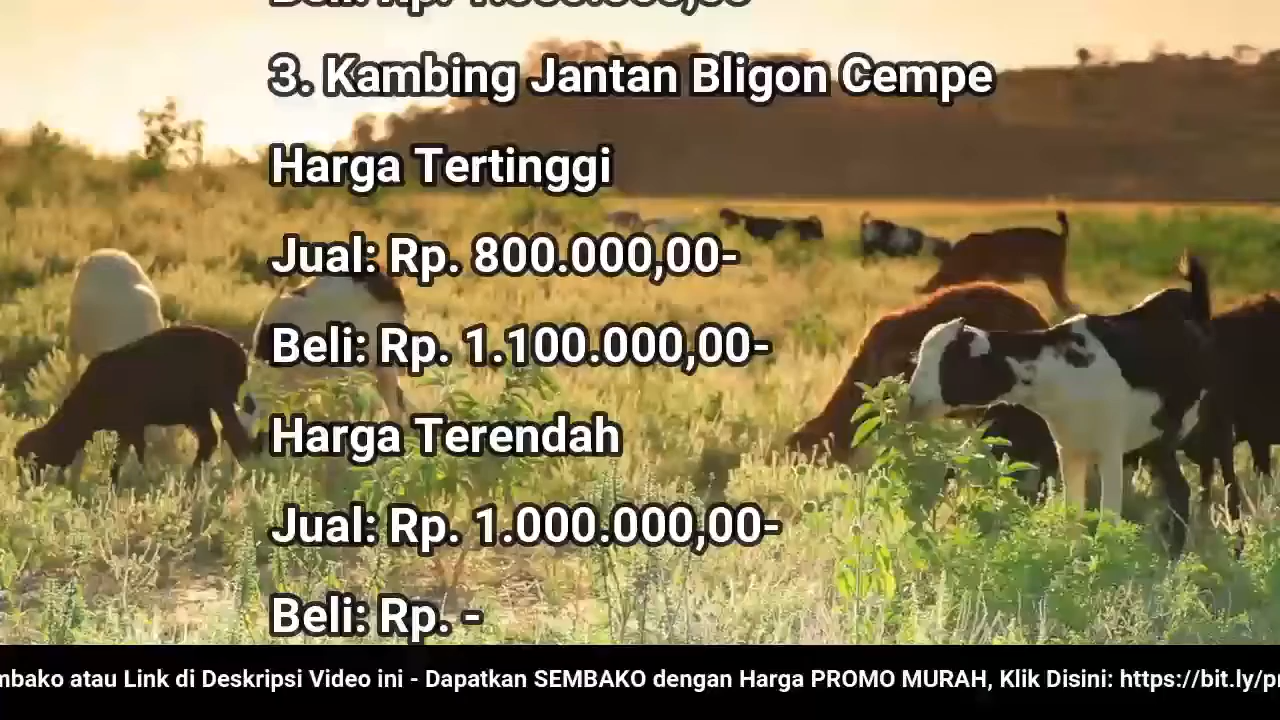 3. Kambing Jantan Bligon Cempe
Harga Tertinggi
Jual: Rp. 800.000,00-
Beli: Rp. 1.100.000,00-
Harga Terendah
Jual: Rp. 1.000.000,00-
Beli: Rp. -
atau Link di Deskripsi Video ini - Dapatkan SEMBAKO dengan Harga PROMO MURAH, Klik Disini: https://bit.ly/p